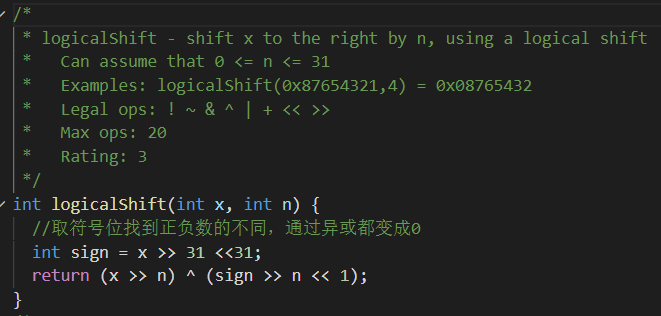 /*
 * logicalShift - shift x to the right by n, using a logical shift
 *   Can assume that 0 <= n <= 31
 *   Examples: logicalShift(0x87654321,4) = 0x08765432
 *   Legal ops: ! ~ & ^ | + << >>
 *   Max ops: 20
 *   Rating: 3
 */
int logicalShift(int x, int n) {
  //取符号位找到正负数的不同，通过异或都变成0
  int sign = x >> 31 <<31;
  return (x >> n) ^ (sign >> n << 1);
}